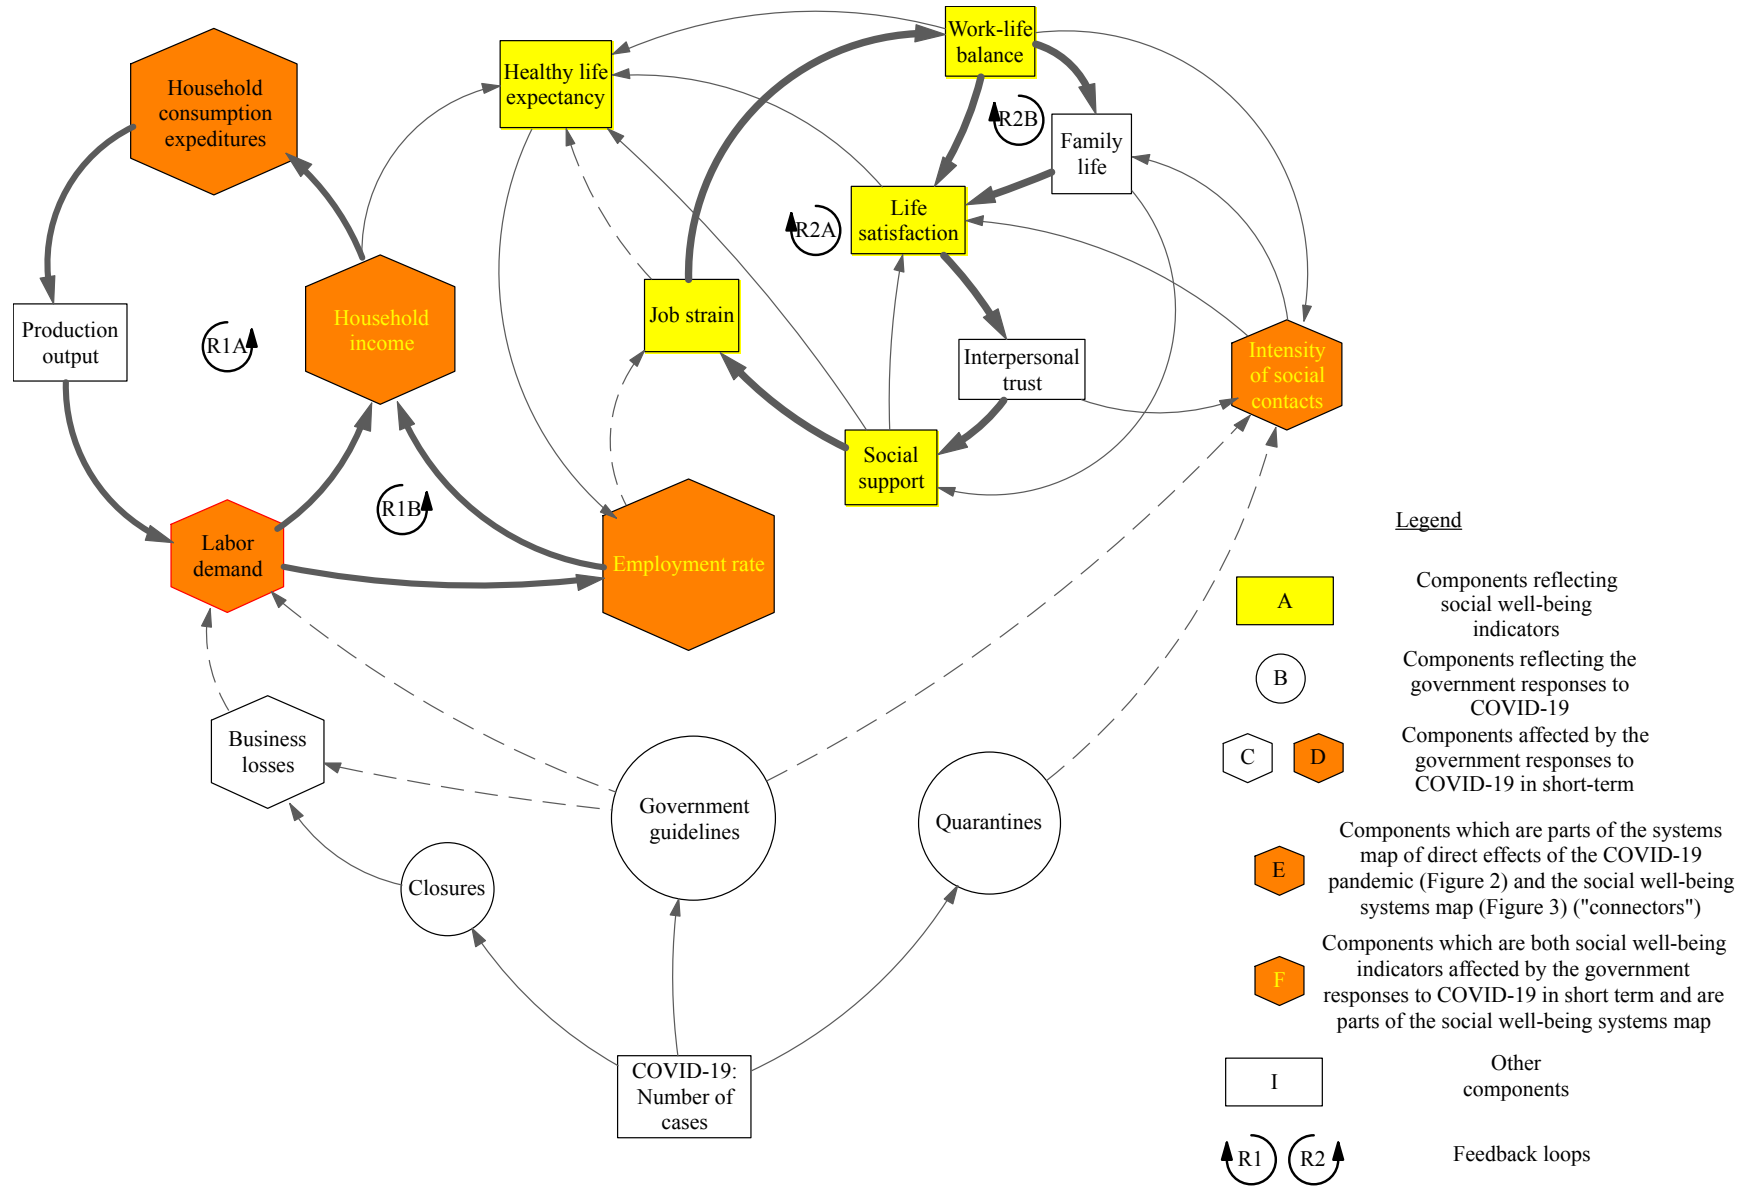 Work-life
balance
Healthy life
expectancy
Household
consumption
expeditures
R2B
Family
life
Life
satisfaction
R2A
Household
income
Job strain
Production
output
R1A
Interpersonal
trust
Intensity
of social
contacts
Social
support
R1B
Labor
demand
Employment rate
Business
losses
Government
guidelines
Quarantines
Closures
COVID-19:
Number of
cases
Legend
A
Components reflecting
social well-being
indicators
B
Components reflecting the
government responses to
COVID-19
C
D
Components affected by the
government responses to
COVID-19 in short-term
E
Components which are parts of the systems
map of direct effects of the COVID-19
pandemic (Figure 2) and the social well-being
systems map (Figure 3) ("connectors")
F
Components which are both social well-being
indicators affected by the government
responses to COVID-19 in short term and are
parts of the social well-being systems map
I
Other
components
R1
R2
Feedback loops